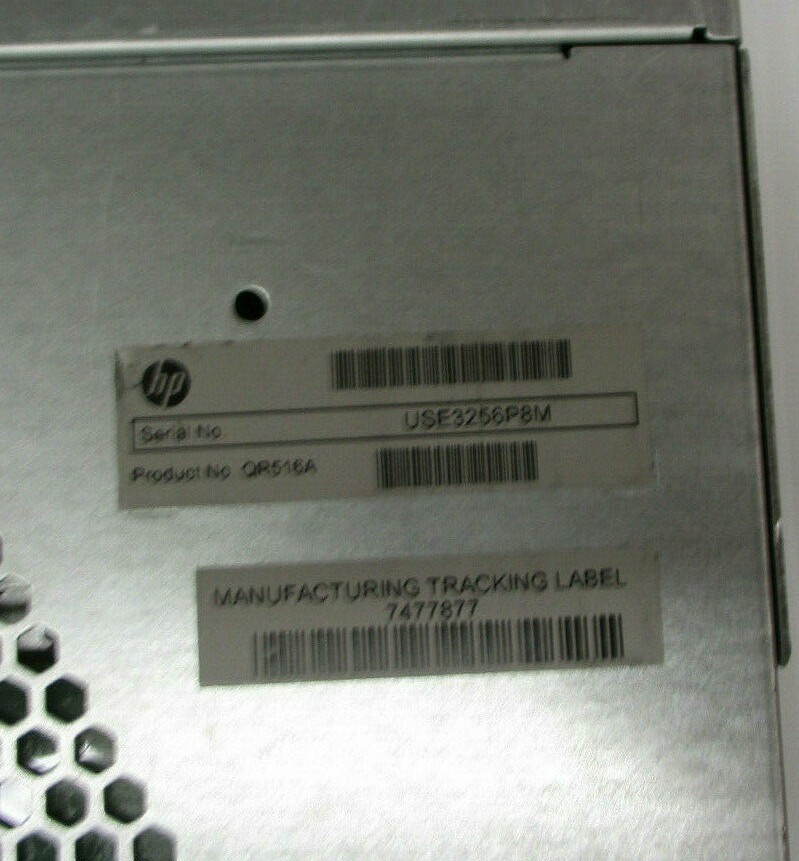 hp
Serial No
USE3256P8M
Product No QR516A
MANUFACTURING TRACKING LABEL
7477877